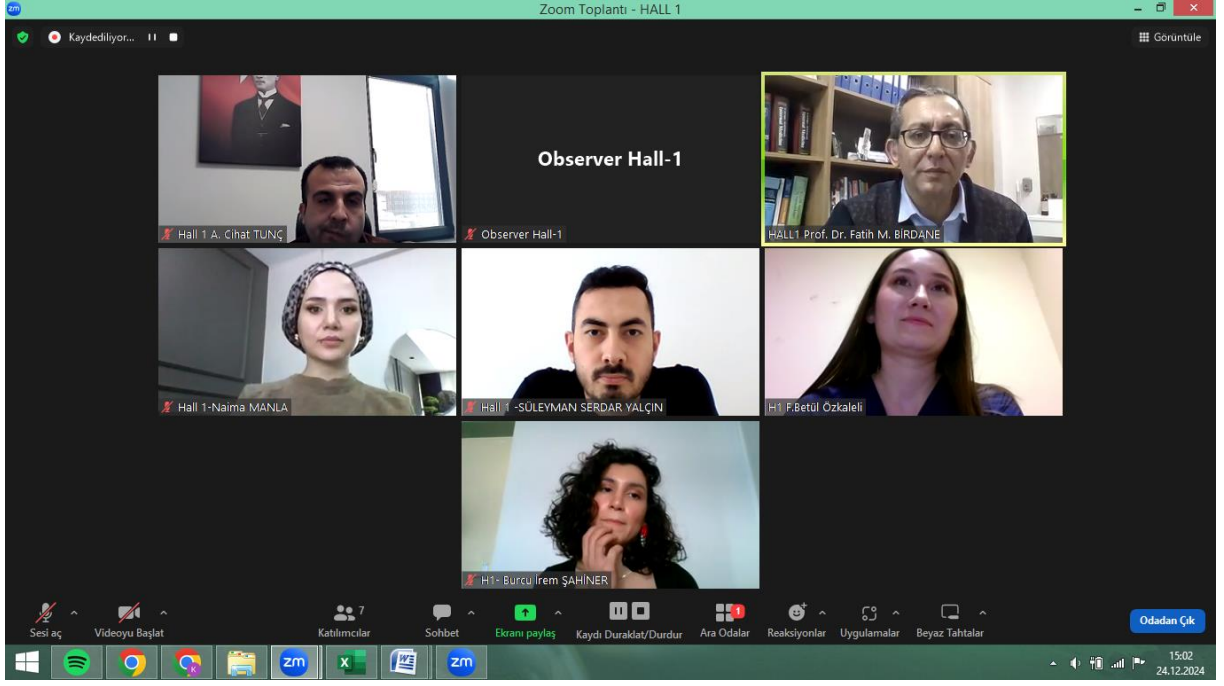 zm
Zoom Toplantı - HALL 1
Kaydediliyor...
Görüntüle
Hall 1 A. Cihat TUNÇ
Observer Hall-1
Observer Hall-1
HALL1 Prof. Dr. Fatih M. BİRDANE
Hall 1-Naima MANLA
Hall 1 -SÜLEYMAN SERDAR YALÇIN
H1 F.Betül Özkaleli
H1- Burcu İrem ŞAHİNER
Sesi aç
Videoyu Başlat
7
Katılımcılar
Sohbet
Ekranı paylaş
Kaydı Duraklat/Durdur
1
Ara Odalar
Reaksiyonlar
Uygulamalar
Beyaz Tahtalar
Odadan Çık
zm
zm
15:02
24.12.2024